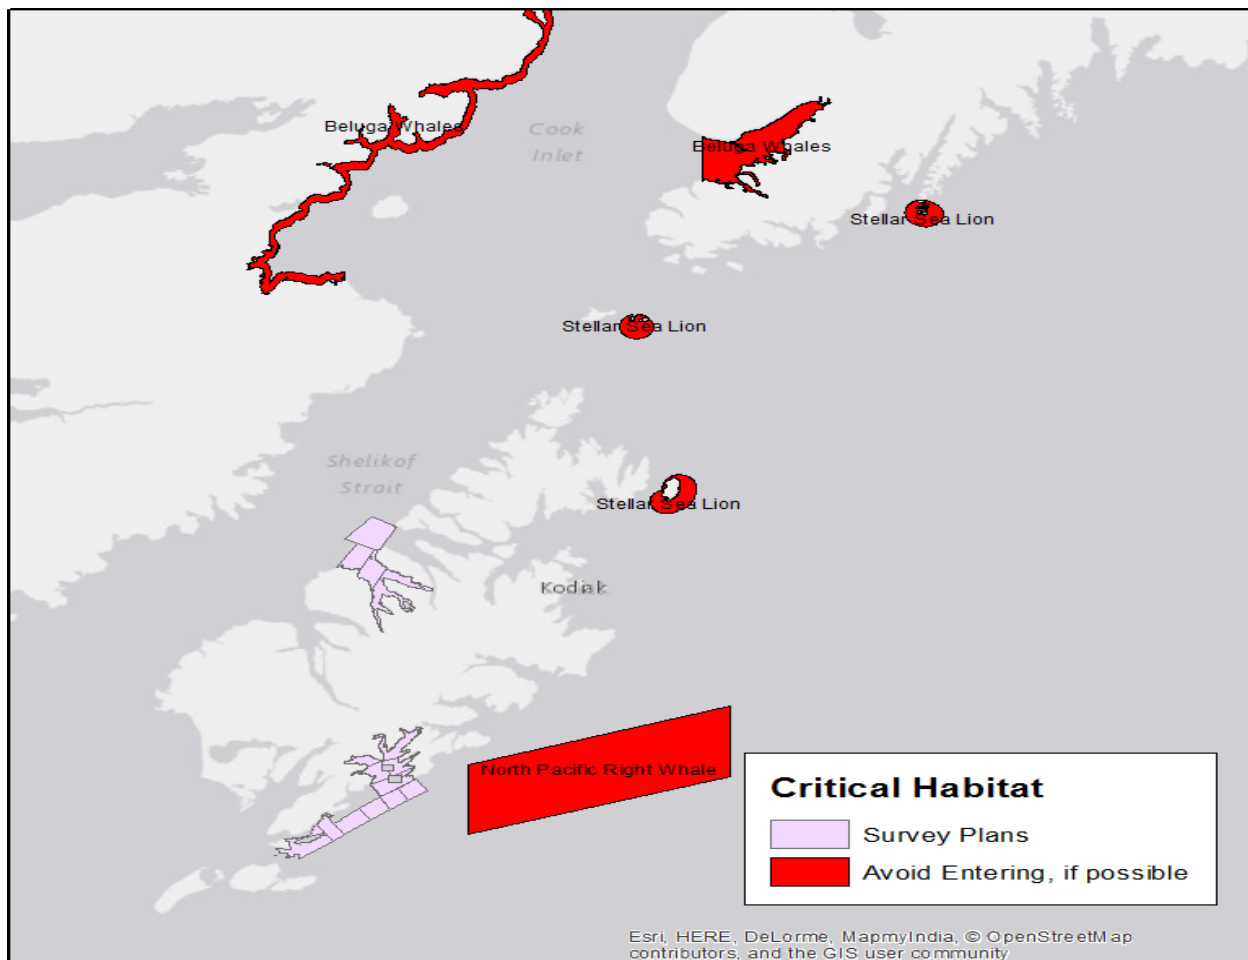 Beluga Whales
Cook
Inlet
Beluga Whales
Stellar Sea Lion
Stellar Sea Lion
Shelikof
Strait
Stellar Sea Lion
Kodiak
North Pacific Right Whale
Critical Habitat
Survey Plans
Avoid Entering, if possible
Esri, HERE, DeLorme, MapmyIndia, © OpenStreetMap
contributors, and the GIS user community